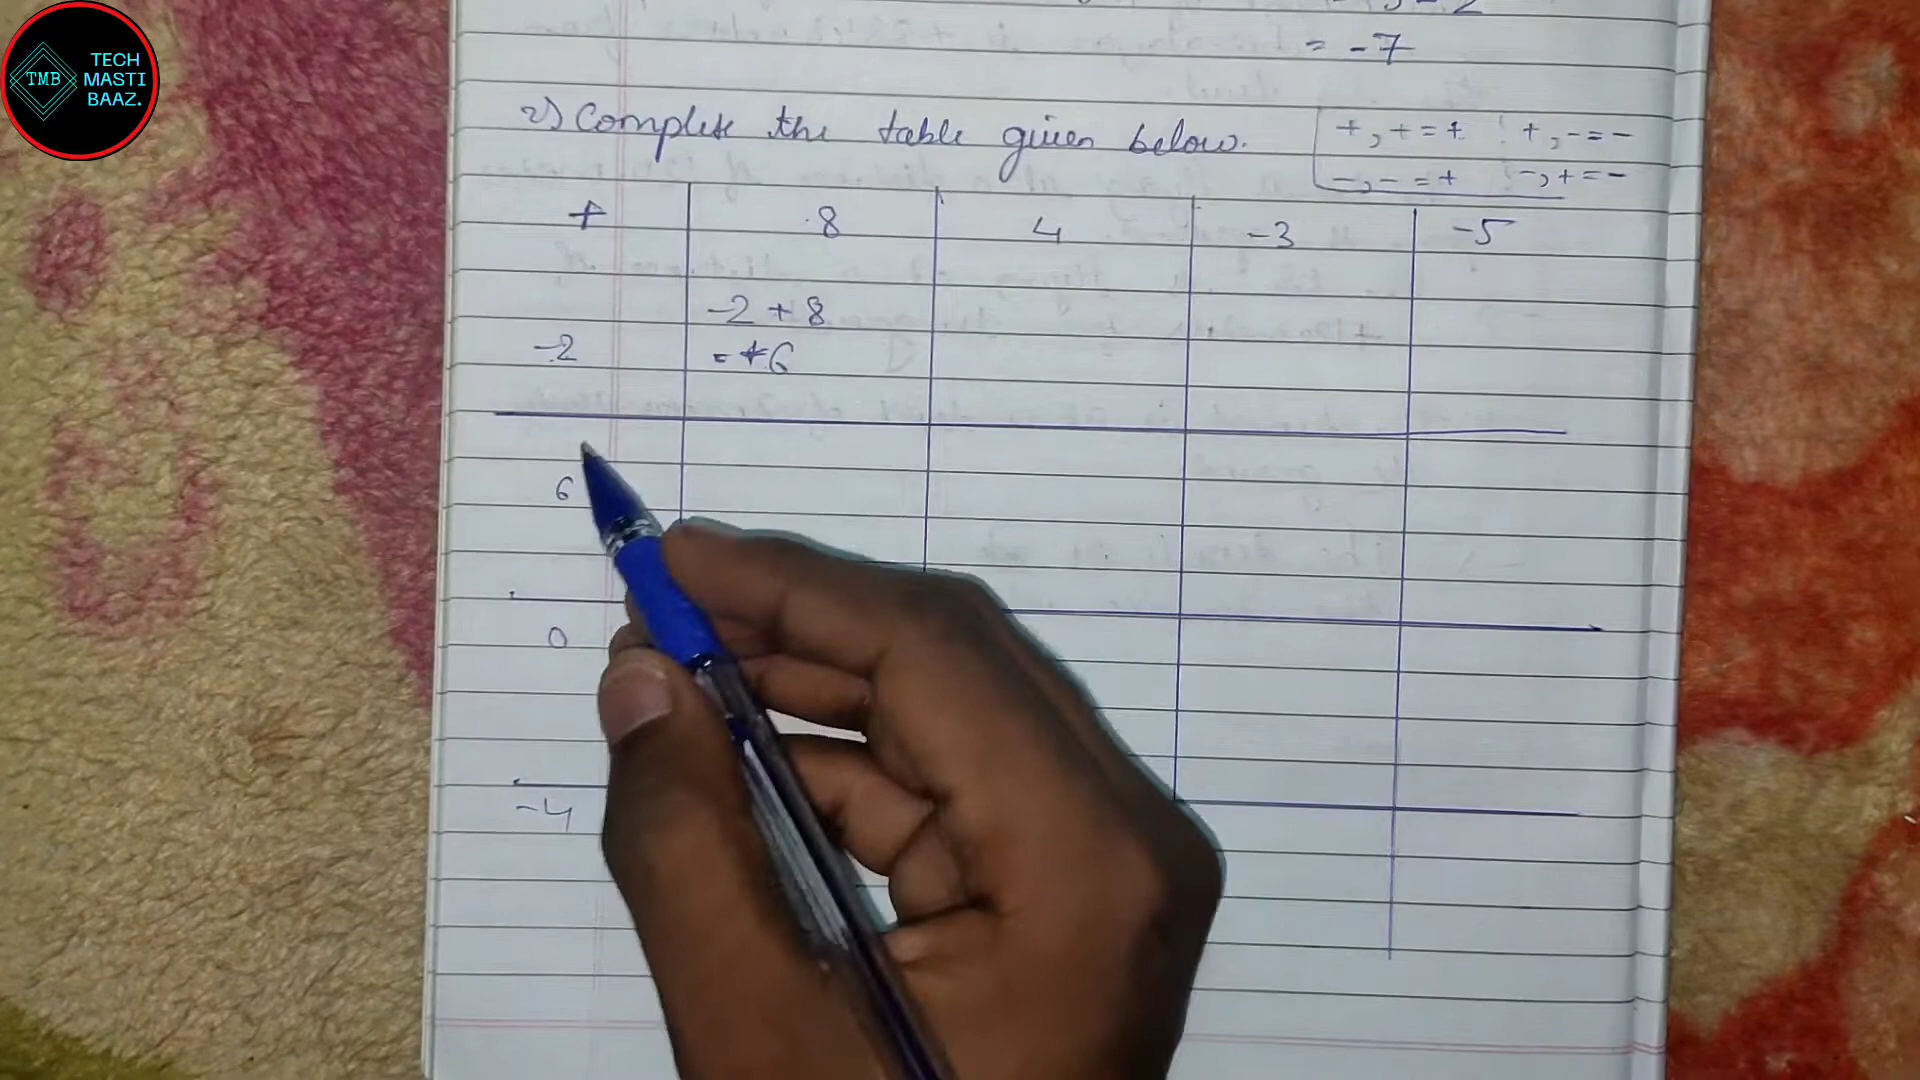 TECH
MASTI
BAAZ.
TMB
= -7
2) Complete the table given below.
+, + = + ! +, - = -
-, - = + -, + = -
+ 8 4 -3 -5
-2 + 8
-2 = +6
6
0
-4